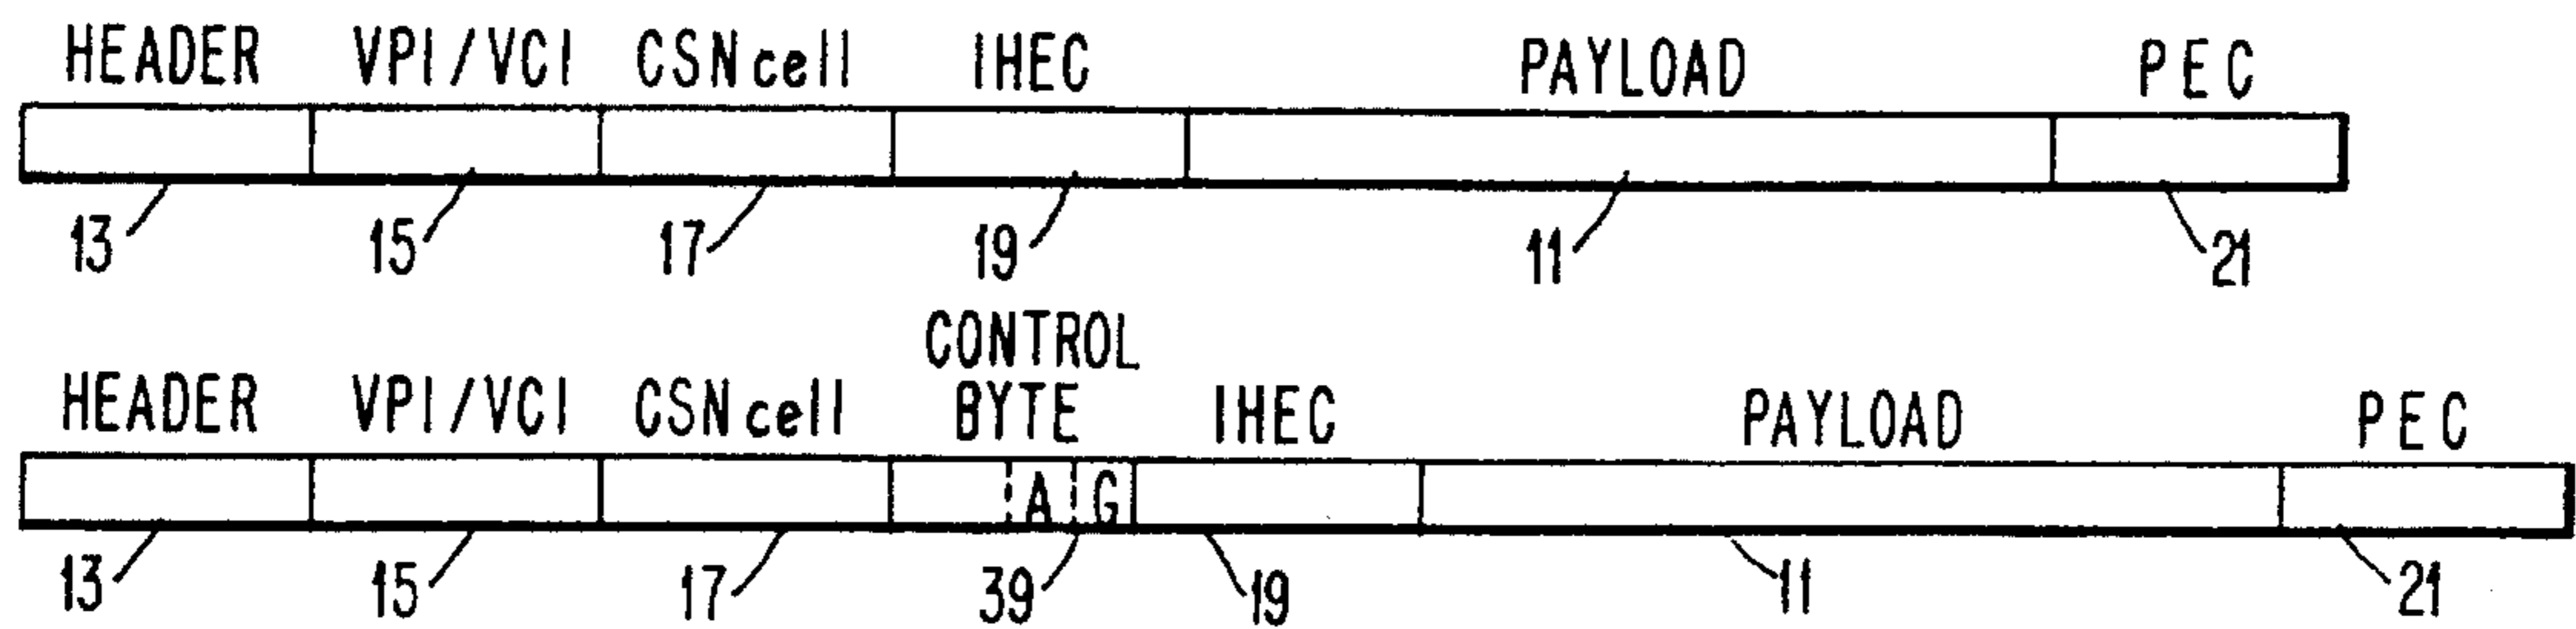 HEADER VPI/VCI CSNcell IHEC PAYLOAD PEC
13 15 17 19 11 21
CONTROL
HEADER VPI/VCI CSNcell BYTE IHEC PAYLOAD PEC
A G
13 15 17 39 19 11 21